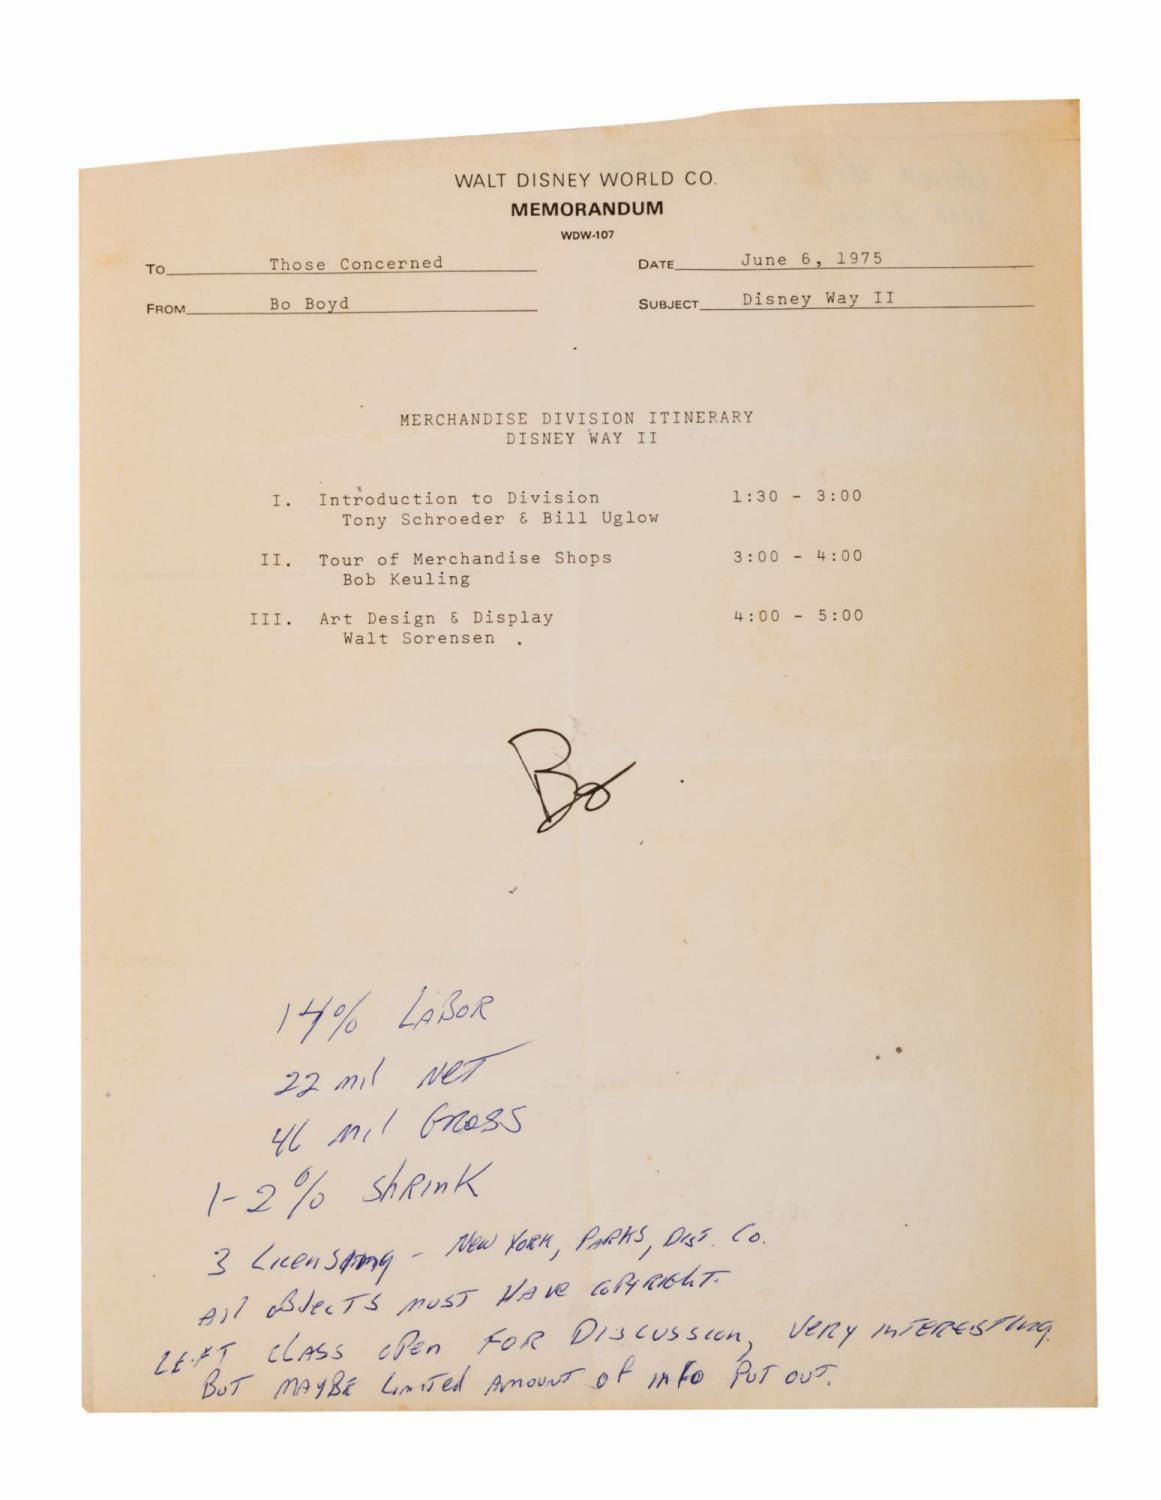 WALT DISNEY WORLD CO.
MEMORANDUM
WDW-107
TO Those Concerned DATE June 6, 1975
FROM Bo Boyd SUBJECT Disney Way II
MERCHANDISE DIVISION ITINERARY
DISNEY WAY II
I. Introduction to Division 1:30 - 3:00
Tony Schroeder & Bill Uglow
II. Tour of Merchandise Shops 3:00 - 4:00
Bob Keuling
III. Art Design & Display 4:00 - 5:00
Walt Sorensen
Bo
14% LABOR
22 mil NET
46 mil GROSS
1-2% SHRINK
3 Licensing - New York, PARKS, Dist. Co.
All objects must HAVE copyright.
LEFT CLASS open FOR DISCUSSION, VERY INTERESTING
BUT MAYBE Limited Amount of info PUT OUT.